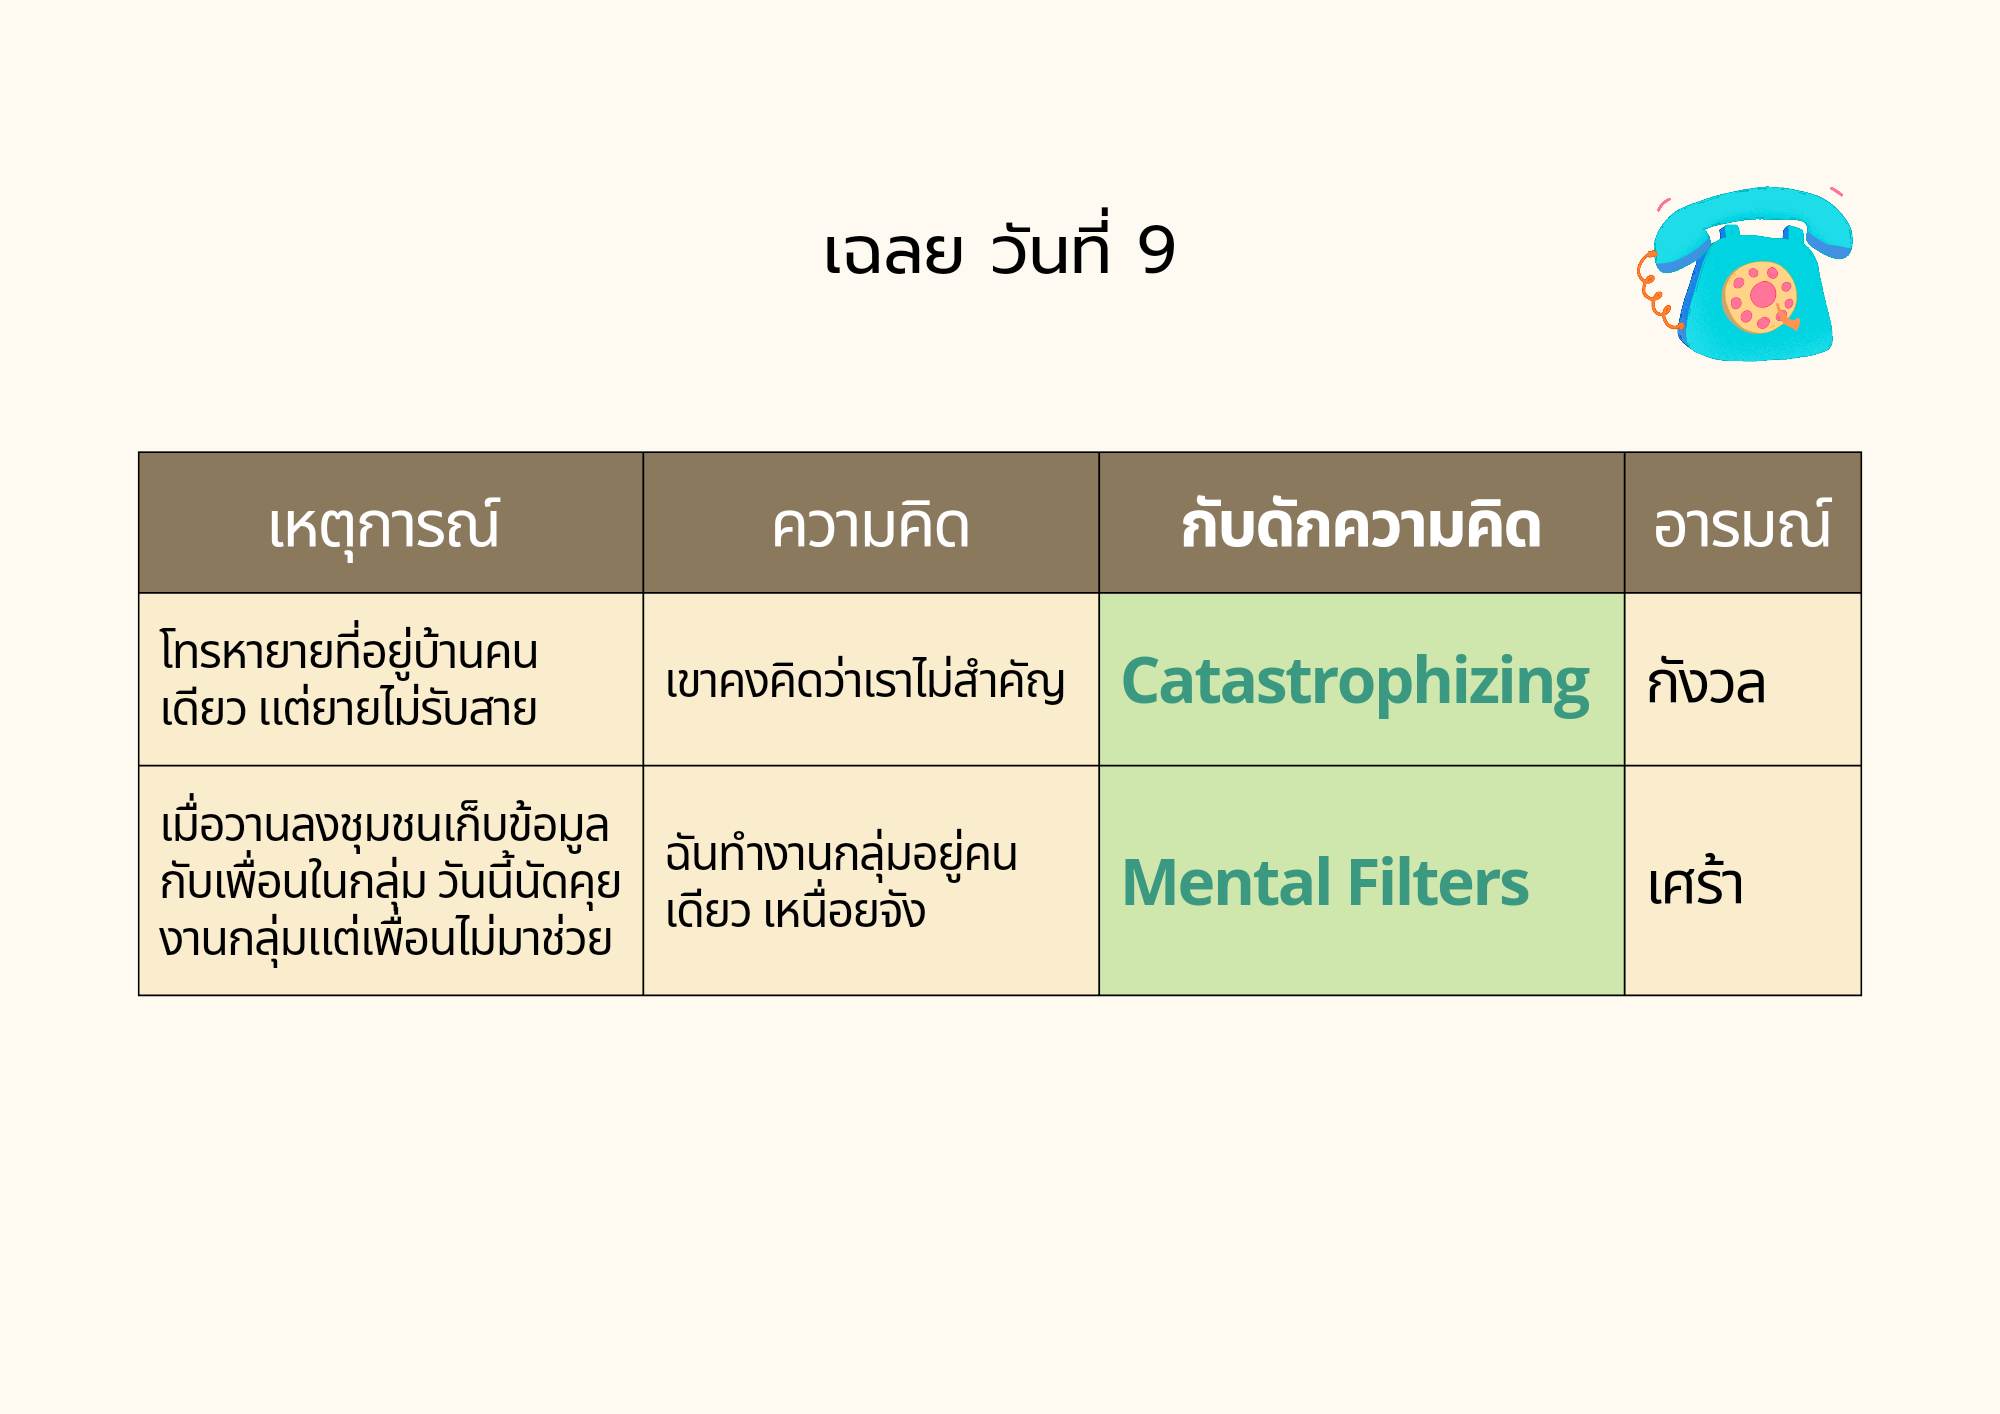 เฉลย วันที่ 9
เหตุการณ์
ความคิด
กับดักความคิด
อารมณ์
โทรหายายที่อยู่บ้านคน
เดียว แต่ยายไม่รับสาย
เขาคงคิดว่าเราไม่สำคัญ
Catastrophizing
กังวล
เมื่อวานลงชุมชนเก็บข้อมูล
กับเพื่อนในกลุ่ม วันนี้นัดคุย
งานกลุ่มแต่เพื่อนไม่มาช่วย
ฉันทำงานกลุ่มอยู่คน
เดียว เหนื่อยจัง
Mental Filters
เศร้า